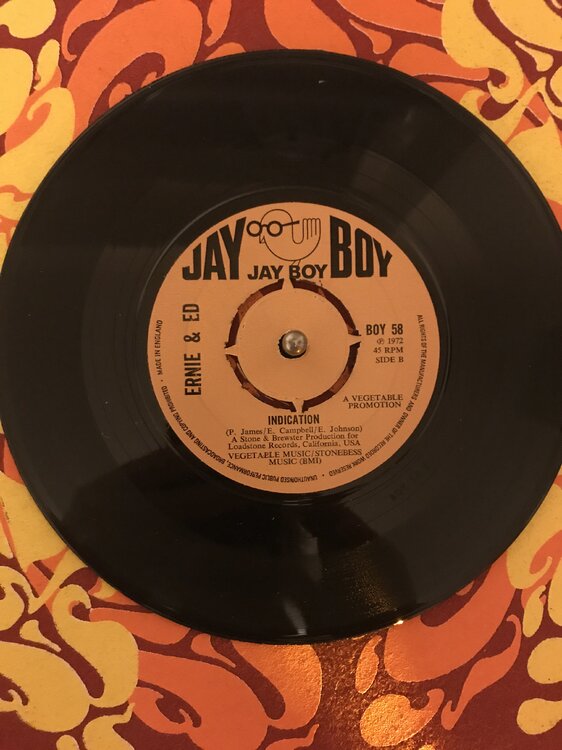 JAY BOY
JAY BOY
ERNIE & ED
BOY 58
Ⓟ 1972
45 RPM
SIDE B
A VEGETABLE
PROMOTION
INDICATION
(P. James/E. Campbell/E. Johnson)
A Stone & Brewster Production for
Loadstone Records, California, USA
VEGETABLE MUSIC/STONEBESS
MUSIC (BMI)
ALL RIGHTS OF THE MANUFACTURERS AND OWNER OF THE RECORDED WORK RESERVED • UNAUTHORISED PUBLIC PERFORMANCE, BROADCASTING AND COPYING PROHIBITED • MADE IN ENGLAND